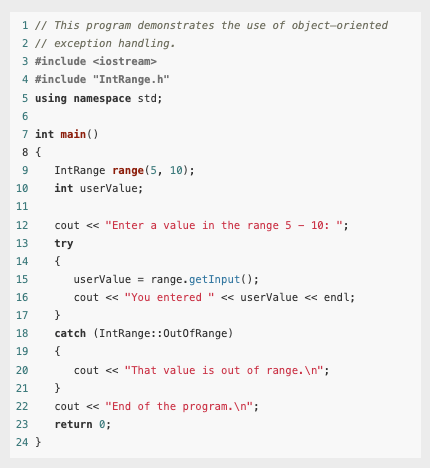 1 // This program demonstrates the use of object–oriented
2 // exception handling.
3 #include <iostream>
4 #include "IntRange.h"
5 using namespace std;
6
7 int main()
8 {
9    IntRange range(5, 10);
10    int userValue;
11
12    cout << "Enter a value in the range 5 − 10: ";
13    try
14    {
15       userValue = range.getInput();
16       cout << "You entered " << userValue << endl;
17    }
18    catch (IntRange::OutOfRange)
19    {
20       cout << "That value is out of range.\n";
21    }
22    cout << "End of the program.\n";
23    return 0;
24 }